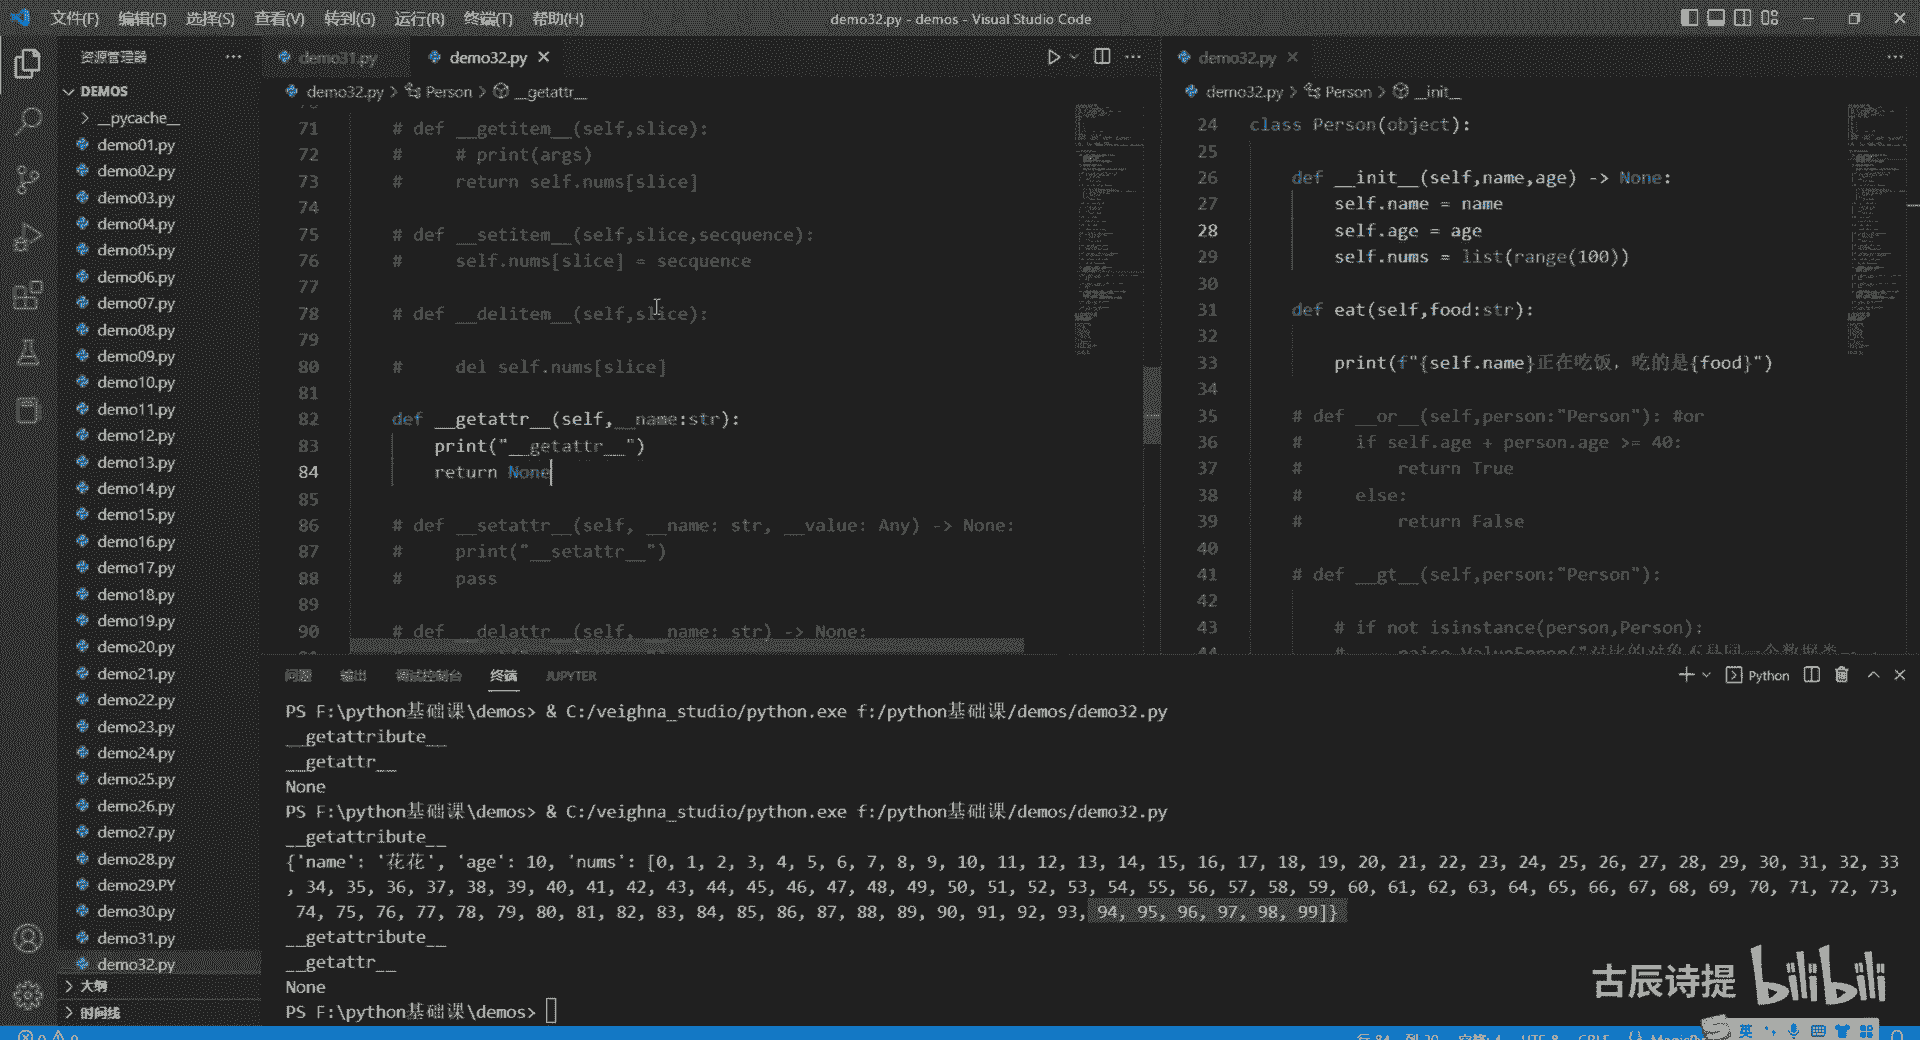 文件(F) 编辑(E) 选择(S) 查看(V) 转到(G) 运行(R) 终端(T) 帮助(H)
demo32.py - demos - Visual Studio Code
资源管理器
DEMOS
__pycache__
demo01.py
demo02.py
demo03.py
demo04.py
demo05.py
demo06.py
demo07.py
demo08.py
demo09.py
demo10.py
demo11.py
demo12.py
demo13.py
demo14.py
demo15.py
demo16.py
demo17.py
demo18.py
demo19.py
demo20.py
demo21.py
demo22.py
demo23.py
demo24.py
demo25.py
demo26.py
demo27.py
demo28.py
demo29.PY
demo30.py
demo31.py
demo32.py
大纲
时间线
demo31.py demo32.py
demo32.py > Person > __getattr__
71 # def __getitem__(self,slice):
72 #     # print(args)
73 #     return self.nums[slice]
74
75 # def __setitem__(self,slice,secquence):
76 #     self.nums[slice] = secquence
77
78 # def __delitem__(self,slice):
79
80 #     del self.nums[slice]
81
82 def __getattr__(self,__name:str):
83     print("__getattr__")
84     return None
85
86 # def __setattr__(self, __name: str, __value: Any) -> None:
87 #     print("__setattr__")
88 #     pass
89
90 # def __delattr__(self, __name: str) -> None:
demo32.py
demo32.py > Person > __init__
24 class Person(object):
25
26     def __init__(self,name,age) -> None:
27         self.name = name
28         self.age = age
29         self.nums = list(range(100))
30
31     def eat(self,food:str):
32
33         print(f"{self.name}正在吃饭，吃的是{food}")
34
35     # def __or__(self,person:"Person"): #or
36     #     if self.age + person.age >= 40:
37     #         return True
38     #     else:
39     #         return False
40
41     # def __gt__(self,person:"Person"):
42
43         # if not isinstance(person,Person):
44         #     raise ValueError("对比的对象不是同一个数据类
问题 输出 调试控制台 终端 JUPYTER
Python
PS F:\python基础课\demos> & C:/veighna_studio/python.exe f:/python基础课/demos/demo32.py
__getattribute__
__getattr__
None
PS F:\python基础课\demos> & C:/veighna_studio/python.exe f:/python基础课/demos/demo32.py
__getattribute__
{'name': '花花', 'age': 10, 'nums': [0, 1, 2, 3, 4, 5, 6, 7, 8, 9, 10, 11, 12, 13, 14, 15, 16, 17, 18, 19, 20, 21, 22, 23, 24, 25, 26, 27, 28, 29, 30, 31, 32, 33
, 34, 35, 36, 37, 38, 39, 40, 41, 42, 43, 44, 45, 46, 47, 48, 49, 50, 51, 52, 53, 54, 55, 56, 57, 58, 59, 60, 61, 62, 63, 64, 65, 66, 67, 68, 69, 70, 71, 72, 73,
74, 75, 76, 77, 78, 79, 80, 81, 82, 83, 84, 85, 86, 87, 88, 89, 90, 91, 92, 93, 94, 95, 96, 97, 98, 99]}
__getattribute__
__getattr__
None
PS F:\python基础课\demos>
古辰诗提 bilibili
英